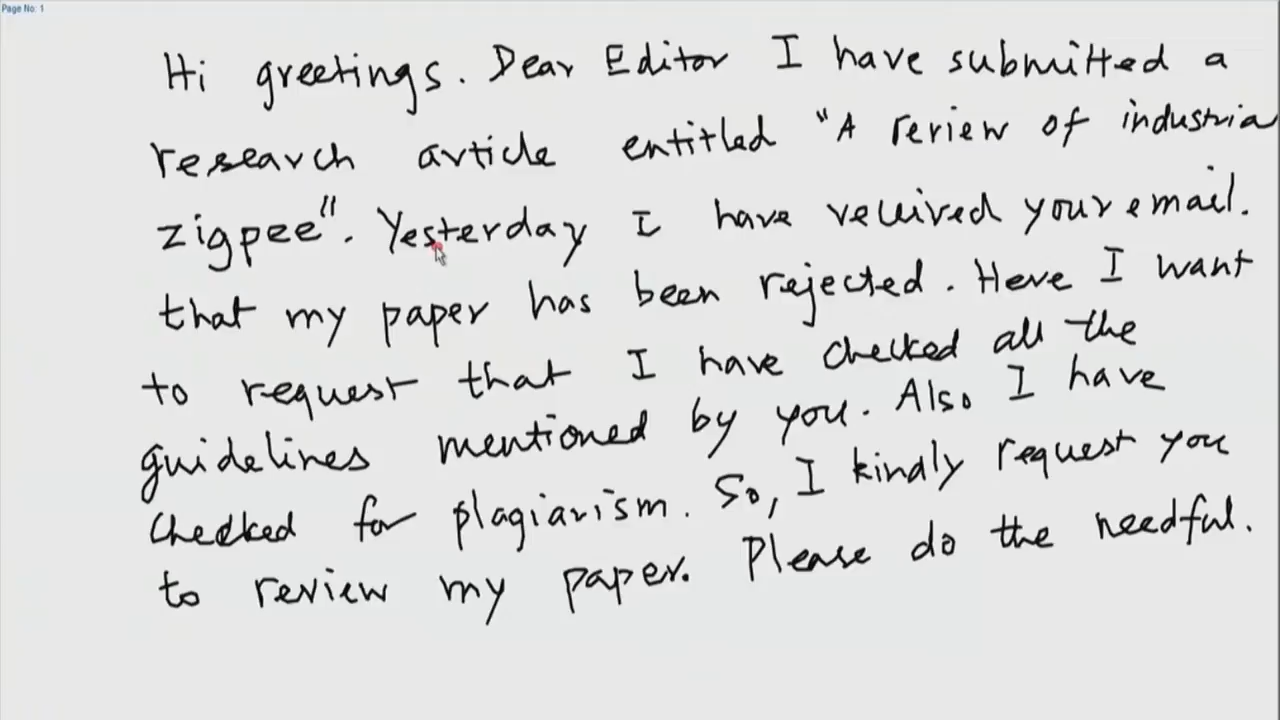 Page No: 1
Hi greetings. Dear Editor I have submitted a
research article entitled "A review of industria
zigpee". Yesterday I have received your email.
that my paper has been rejected. Here I want
to request that I have checked all the
guidelines mentioned by you. Also I have
checked for plagiarism. So, I kindly request you
to review my paper. Please do the needful.